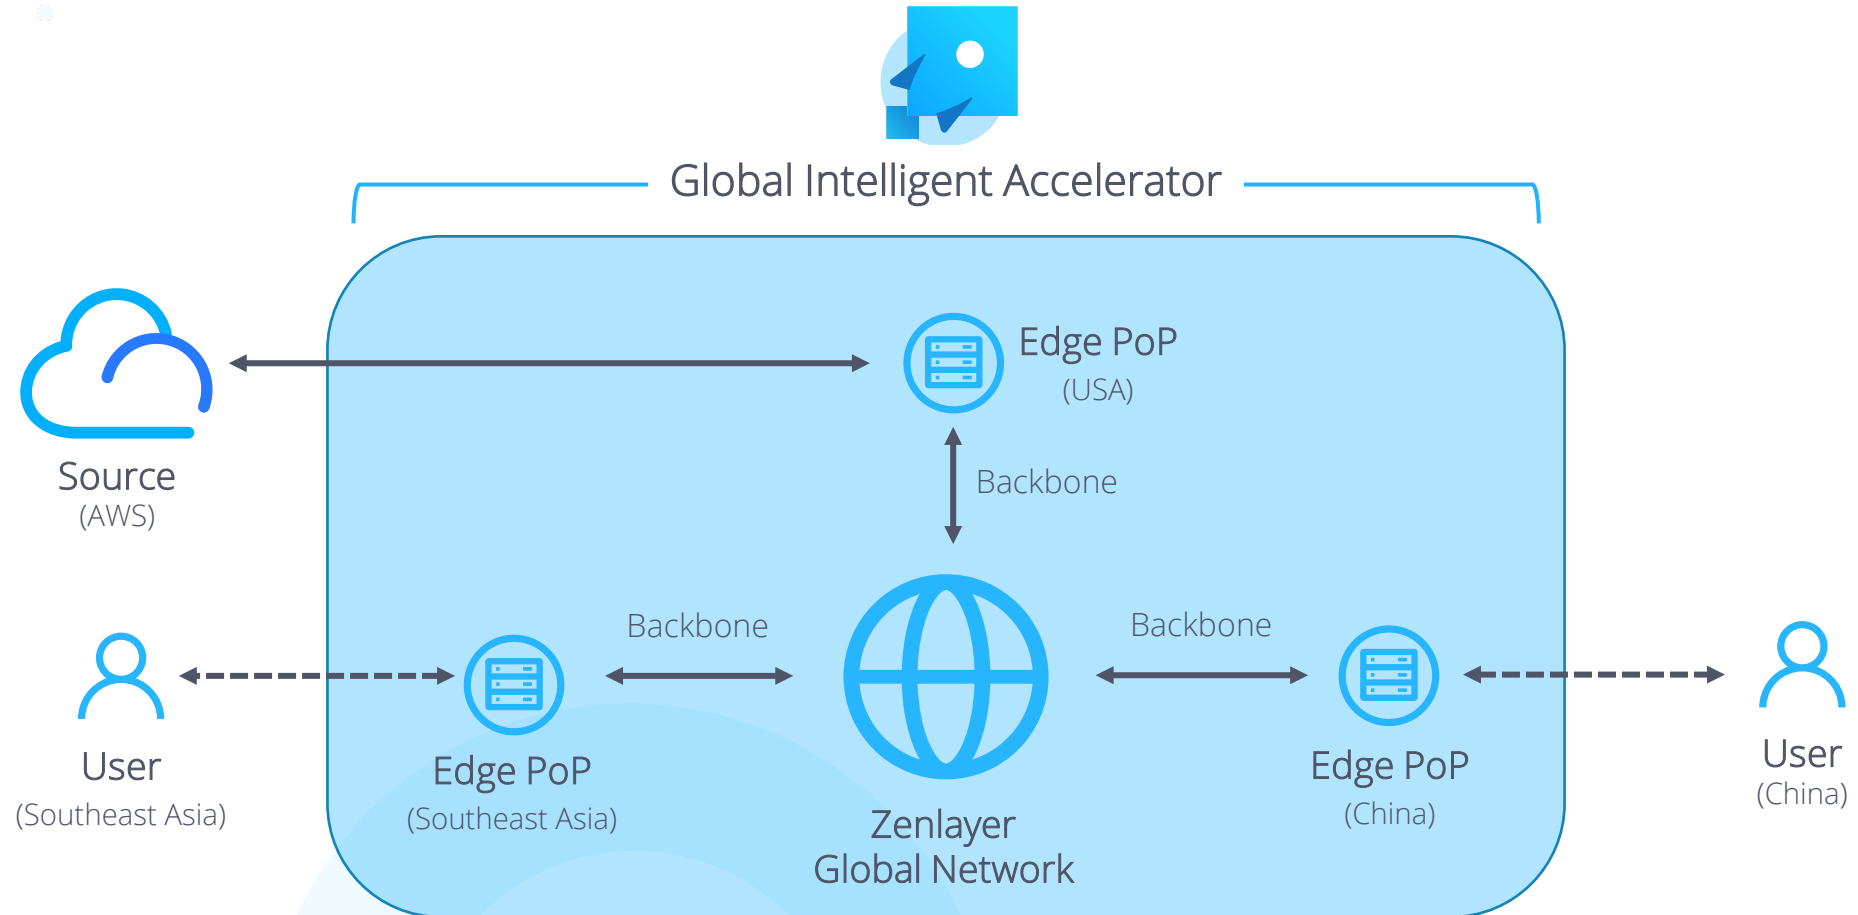 Global Intelligent Accelerator
Edge PoP
(USA)
Source
(AWS)
Backbone
Backbone
Backbone
User
(Southeast Asia)
Edge PoP
(Southeast Asia)
Zenlayer
Global Network
Edge PoP
(China)
User
(China)